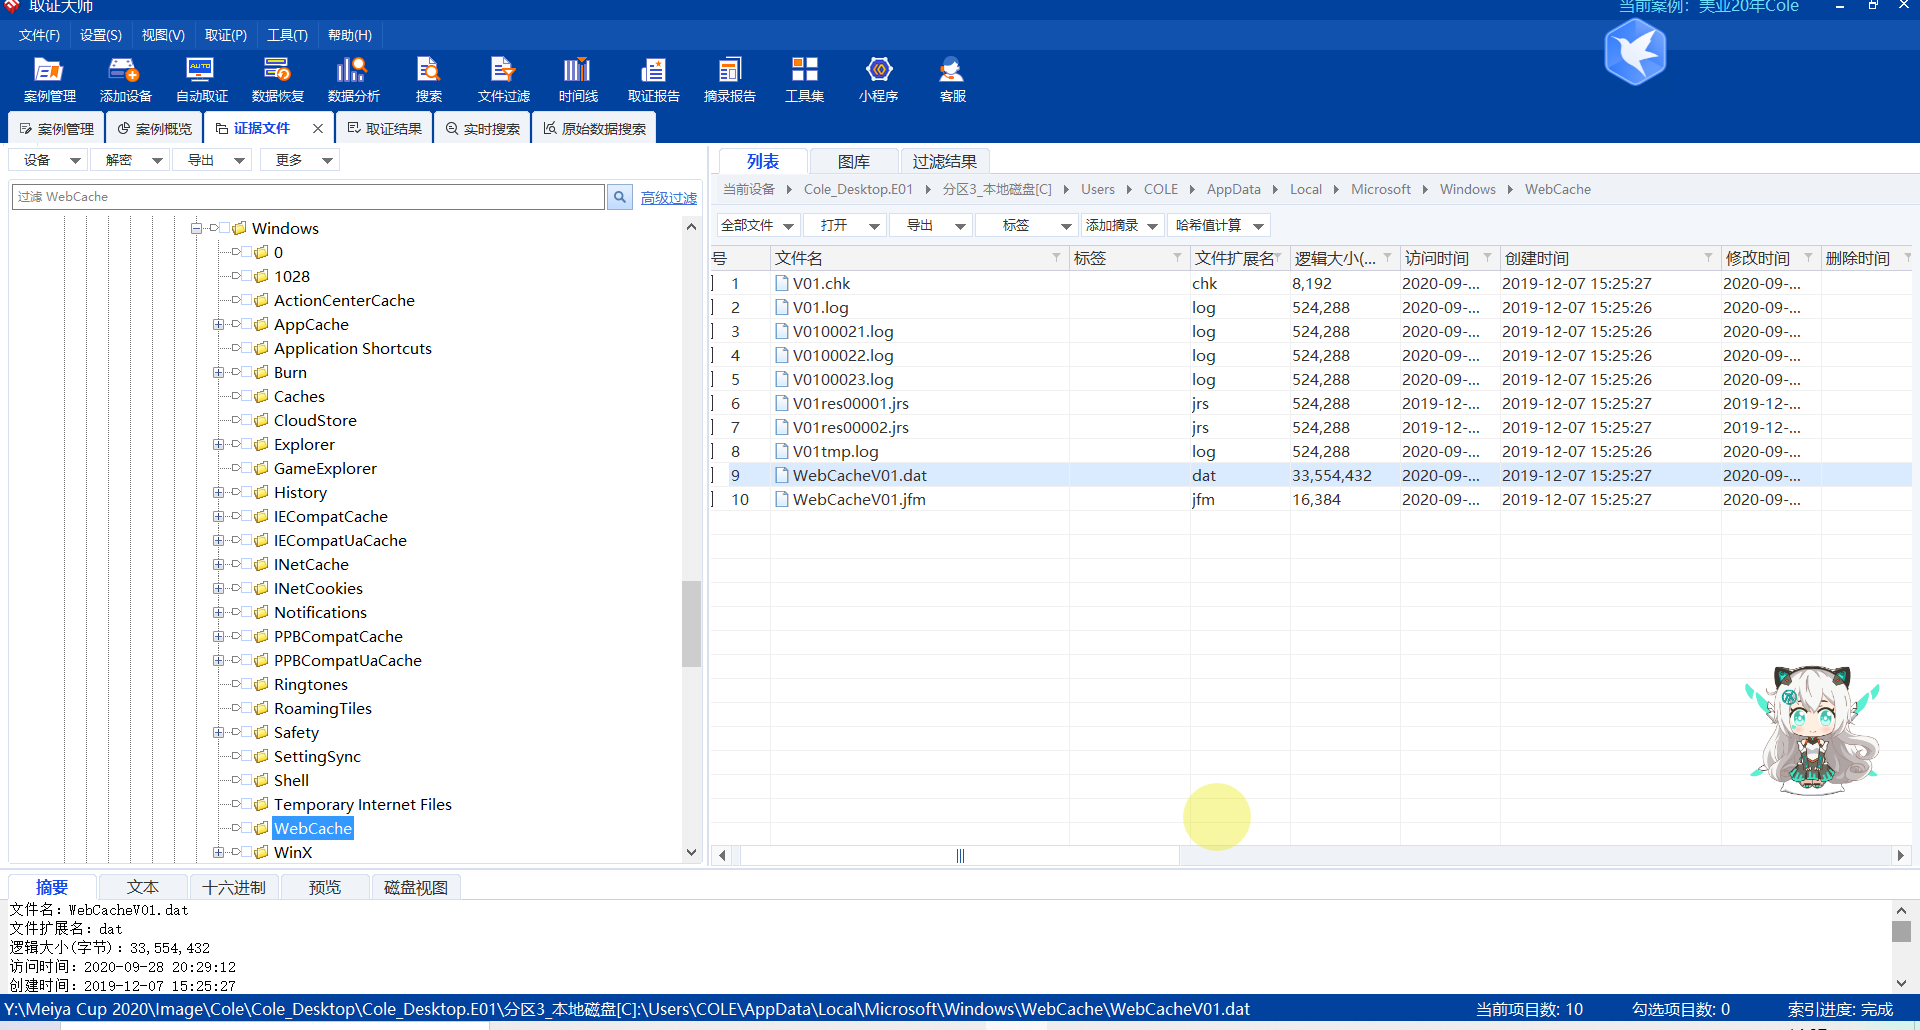 取证大师
当前案例：美业20年Cole
文件(F) 设置(S) 视图(V) 取证(P) 工具(T) 帮助(H)
案例管理 添加设备 自动取证 数据恢复 数据分析 搜索 文件过滤 时间线 取证报告 摘录报告 工具集 小程序 客服
案例管理 案例概览 证据文件 取证结果 实时搜索 原始数据搜索
设备 解密 导出 更多
过滤 WebCache 高级过滤
Windows
0
1028
ActionCenterCache
AppCache
Application Shortcuts
Burn
Caches
CloudStore
Explorer
GameExplorer
History
IECompatCache
IECompatUaCache
INetCache
INetCookies
Notifications
PPBCompatCache
PPBCompatUaCache
Ringtones
RoamingTiles
Safety
SettingSync
Shell
Temporary Internet Files
WebCache
WinX
列表 图库 过滤结果
当前设备 Cole_Desktop.E01 分区3_本地磁盘[C] Users COLE AppData Local Microsoft Windows WebCache
全部文件 打开 导出 标签 添加摘录 哈希值计算
号 文件名 标签 文件扩展名 逻辑大小(... 访问时间 创建时间 修改时间 删除时间
1 V01.chk chk 8,192 2020-09-... 2019-12-07 15:25:27 2020-09-...
2 V01.log log 524,288 2020-09-... 2019-12-07 15:25:26 2020-09-...
3 V0100021.log log 524,288 2020-09-... 2019-12-07 15:25:26 2020-09-...
4 V0100022.log log 524,288 2020-09-... 2019-12-07 15:25:26 2020-09-...
5 V0100023.log log 524,288 2020-09-... 2019-12-07 15:25:26 2020-09-...
6 V01res00001.jrs jrs 524,288 2019-12-... 2019-12-07 15:25:27 2019-12-...
7 V01res00002.jrs jrs 524,288 2019-12-... 2019-12-07 15:25:27 2019-12-...
8 V01tmp.log log 524,288 2020-09-... 2019-12-07 15:25:26 2020-09-...
9 WebCacheV01.dat dat 33,554,432 2020-09-... 2019-12-07 15:25:27 2020-09-...
10 WebCacheV01.jfm jfm 16,384 2020-09-... 2019-12-07 15:25:27 2020-09-...
摘要 文本 十六进制 预览 磁盘视图
文件名：WebCacheV01.dat
文件扩展名：dat
逻辑大小(字节)：33,554,432
访问时间：2020-09-28 20:29:12
创建时间：2019-12-07 15:25:27
Y:\Meiya Cup 2020\Image\Cole\Cole_Desktop\Cole_Desktop.E01\分区3_本地磁盘[C]:\Users\COLE\AppData\Local\Microsoft\Windows\WebCache\WebCacheV01.dat 当前项目数: 10 勾选项目数: 0 索引进度: 完成